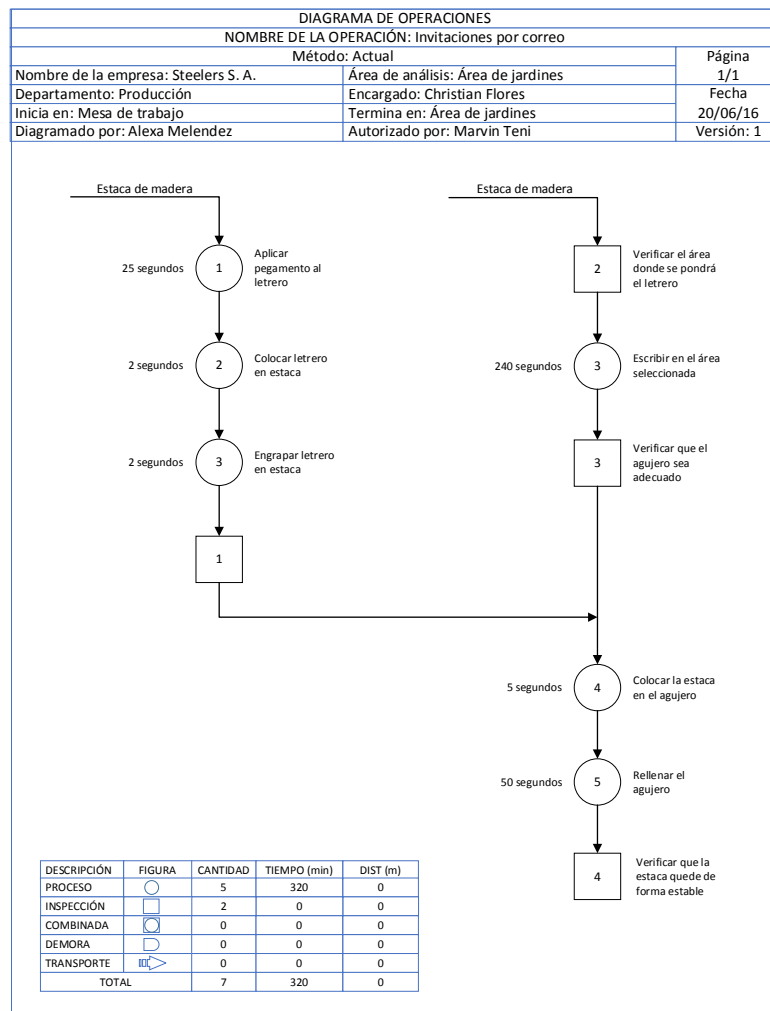 DIAGRAMA DE OPERACIONES
NOMBRE DE LA OPERACIÓN: Invitaciones por correo
Método: Actual
Página
Nombre de la empresa: Steelers S. A.
Área de análisis: Área de jardines
1/1
Departamento: Producción
Encargado: Christian Flores
Fecha
Inicia en: Mesa de trabajo
Termina en: Área de jardines
20/06/16
Diagramado por: Alexa Melendez
Autorizado por: Marvin Teni
Versión: 1
Estaca de madera
25 segundos
1
Aplicar
pegamento al
letrero
2 segundos
2
Colocar letrero
en estaca
2 segundos
3
Engrapar letrero
en estaca
1
Estaca de madera
2
Verificar el área
donde se pondrá
el letrero
240 segundos
3
Escribir en el área
seleccionada
3
Verificar que el
agujero sea
adecuado
5 segundos
4
Colocar la estaca
en el agujero
50 segundos
5
Rellenar el
agujero
4
Verificar que la
estaca quede de
forma estable
DESCRIPCIÓN FIGURA CANTIDAD TIEMPO (min) DIST (m)
PROCESO 5 320 0
INSPECCIÓN 2 0 0
COMBINADA 0 0 0
DEMORA 0 0 0
TRANSPORTE 0 0 0
TOTAL 7 320 0